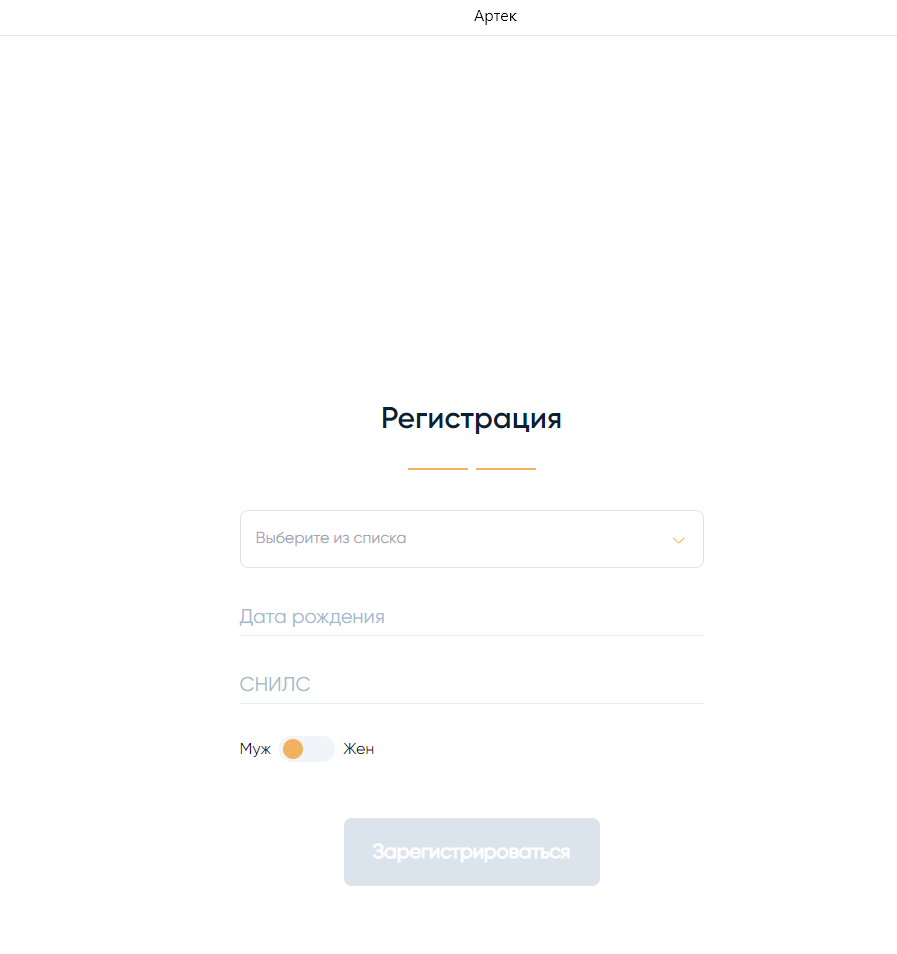 Артек
Регистрация
Выберите из списка
Дата рождения
СНИЛС
Муж Жен
Зарегистрироваться